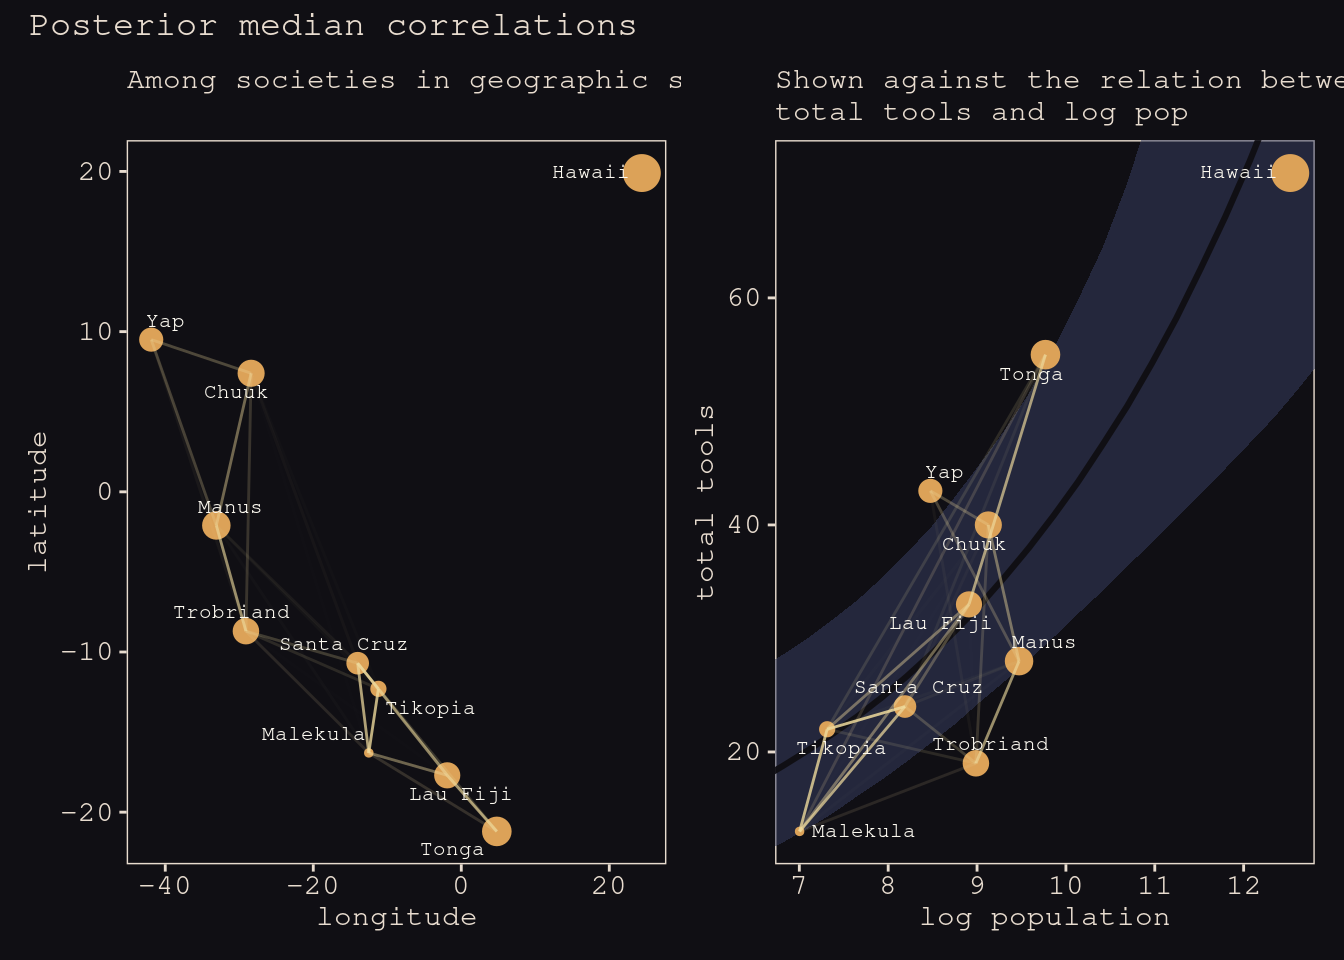 Posterior median correlations
Among societies in geographic s
Shown against the relation betwe
total tools and log pop
20
10
0
−10
−20
latitude
Hawaii
Yap
Chuuk
Manus
Trobriand
Santa Cruz
Tikopia
Malekula
Lau Fiji
Tonga
−40
−20
0
20
longitude
60
40
20
total tools
Hawaii
Tonga
Yap
Chuuk
Lau Fiji
Manus
Santa Cruz
Tikopia
Trobriand
Malekula
7
8
9
10
11
12
log population